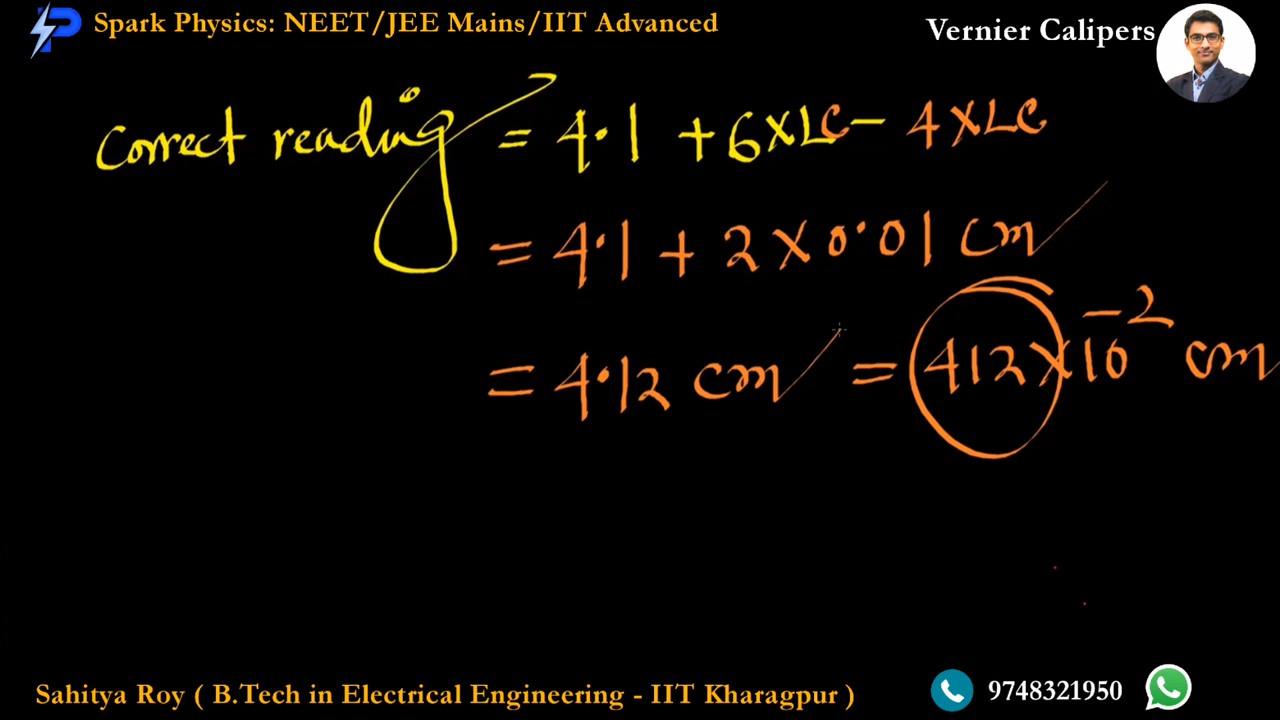 Spark Physics: NEET/JEE Mains/IIT Advanced
Vernier Calipers
Correct reading = 4.1 + 6×LC − 4×LC
= 4.1 + 2×0.01 cm
= 4.12 cm = 412×10⁻² cm
Sahitya Roy ( B.Tech in Electrical Engineering - IIT Kharagpur )
9748321950